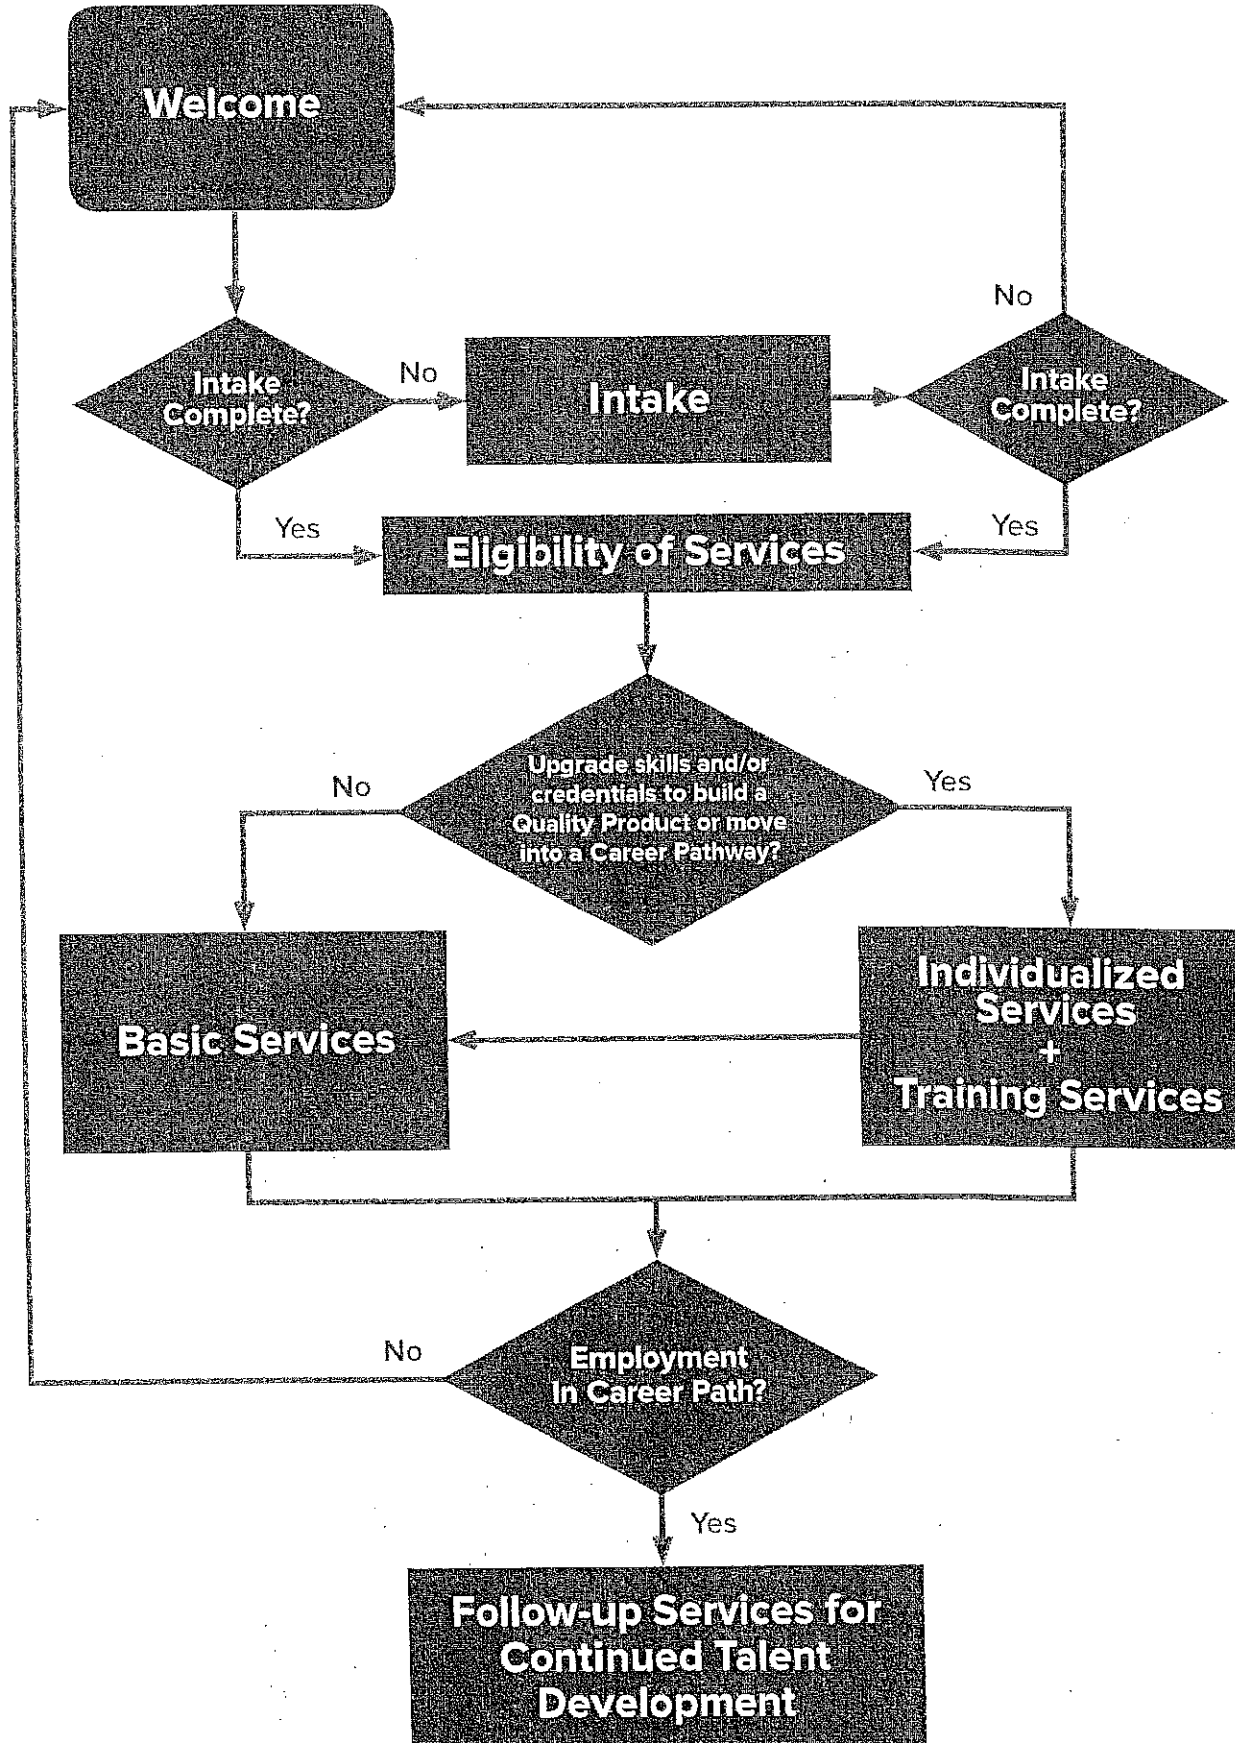 Welcome
No
Intake
Complete?
No
Intake
Intake
Complete?
Yes
Eligibility of Services
Yes
Upgrade skills and/or
credentials to build a
Quality Product or move
into a Career Pathway?
No
Yes
Basic Services
Individualized
Services
+
Training Services
No
Employment
In Career Path?
Yes
Follow-up Services for
Continued Talent
Development